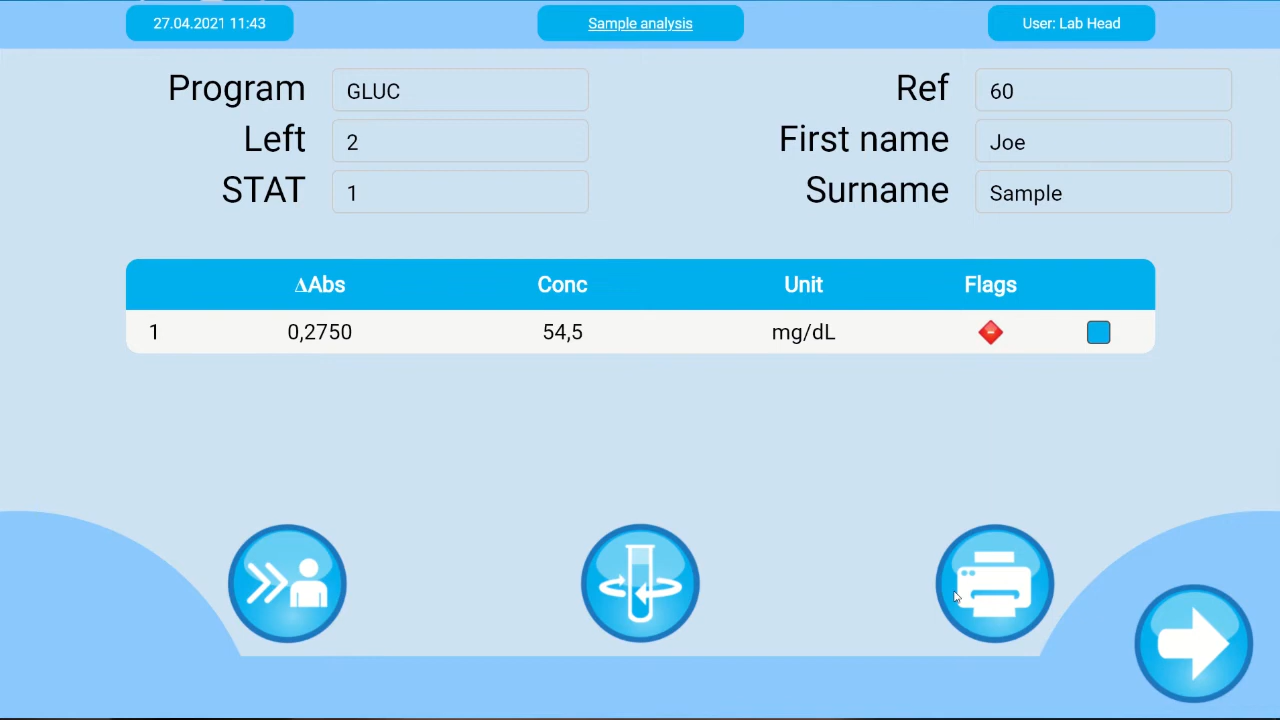 27.04.2021 11:43
Sample analysis
User: Lab Head
Program GLUC
Ref 60
Left 2
First name Joe
STAT 1
Surname Sample
ΔAbs Conc Unit Flags
1 0,2750 54,5 mg/dL -